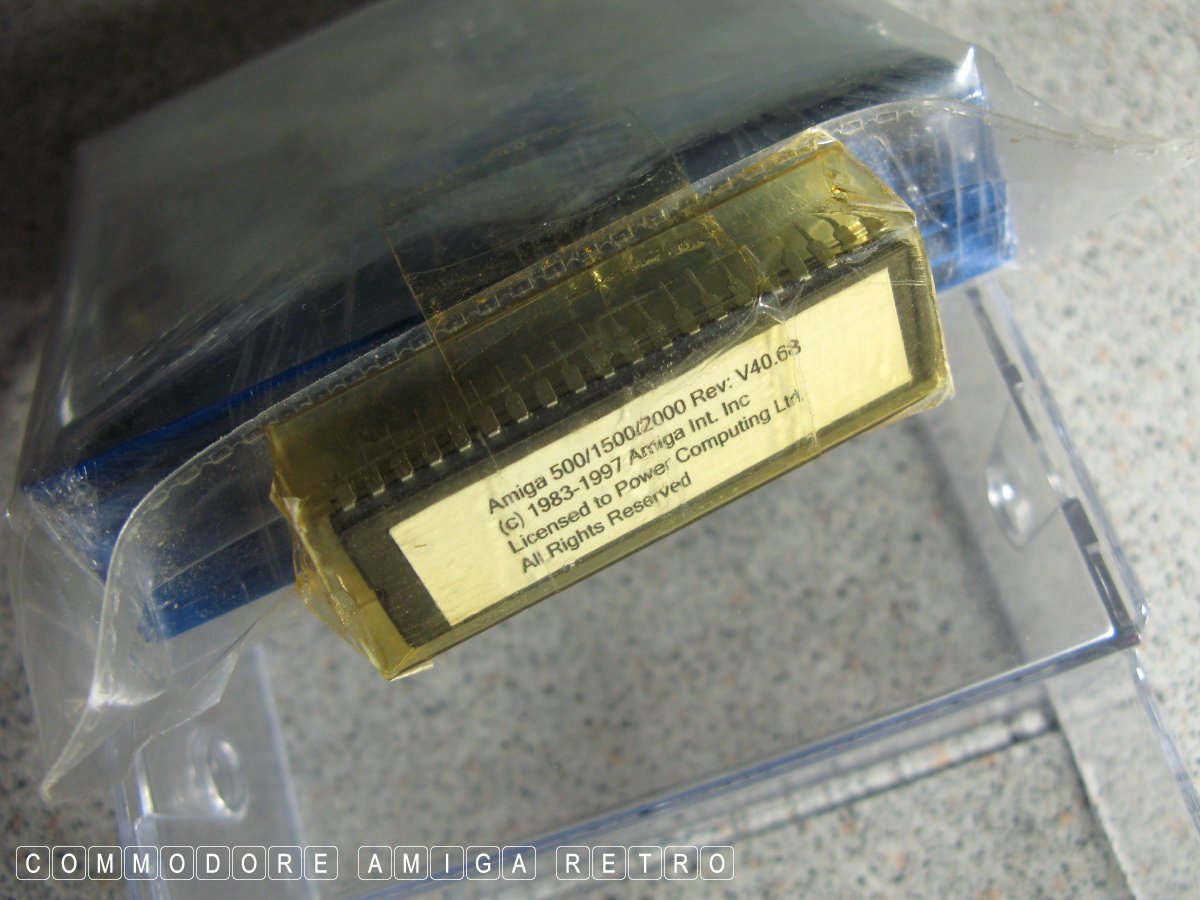 Amiga 500/1500/2000 Rev: V40.63
(c) 1983-1997 Amiga Int. Inc
Licensed to Power Computing Ltd.
All Rights Reserved
COMMODORE AMIGA RETRO